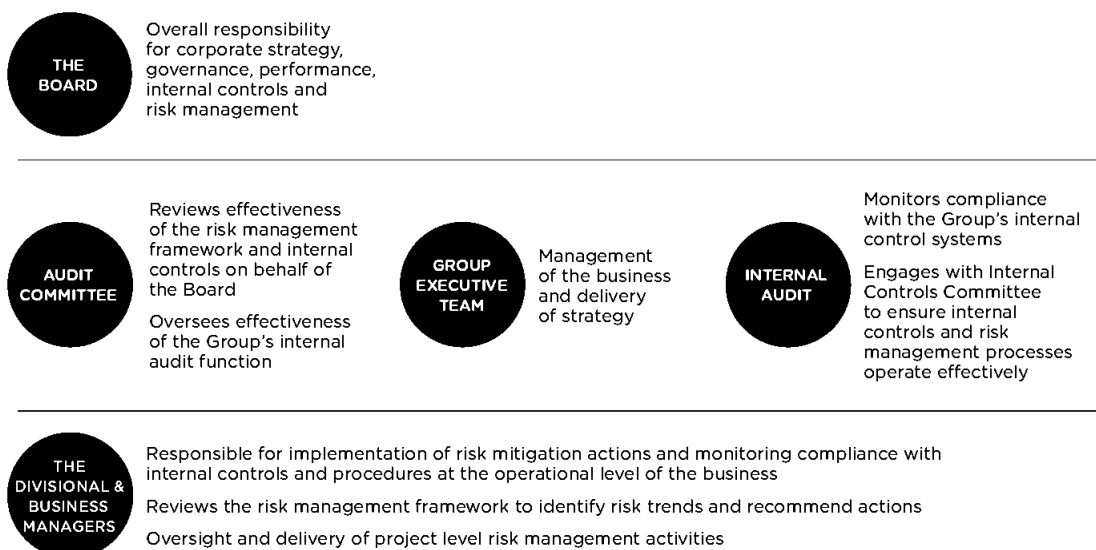 THE
BOARD
Overall responsibility
for corporate strategy,
governance, performance,
internal controls and
risk management
AUDIT
COMMITTEE
Reviews effectiveness
of the risk management
framework and internal
controls on behalf of
the Board
Oversees effectiveness
of the Group's internal
audit function
GROUP
EXECUTIVE
TEAM
Management
of the business
and delivery
of strategy
INTERNAL
AUDIT
Monitors compliance
with the Group's internal
control systems
Engages with Internal
Controls Committee
to ensure internal
controls and risk
management processes
operate effectively
THE
DIVISIONAL &
BUSINESS
MANAGERS
Responsible for implementation of risk mitigation actions and monitoring compliance with
internal controls and procedures at the operational level of the business
Reviews the risk management framework to identify risk trends and recommend actions
Oversight and delivery of project level risk management activities